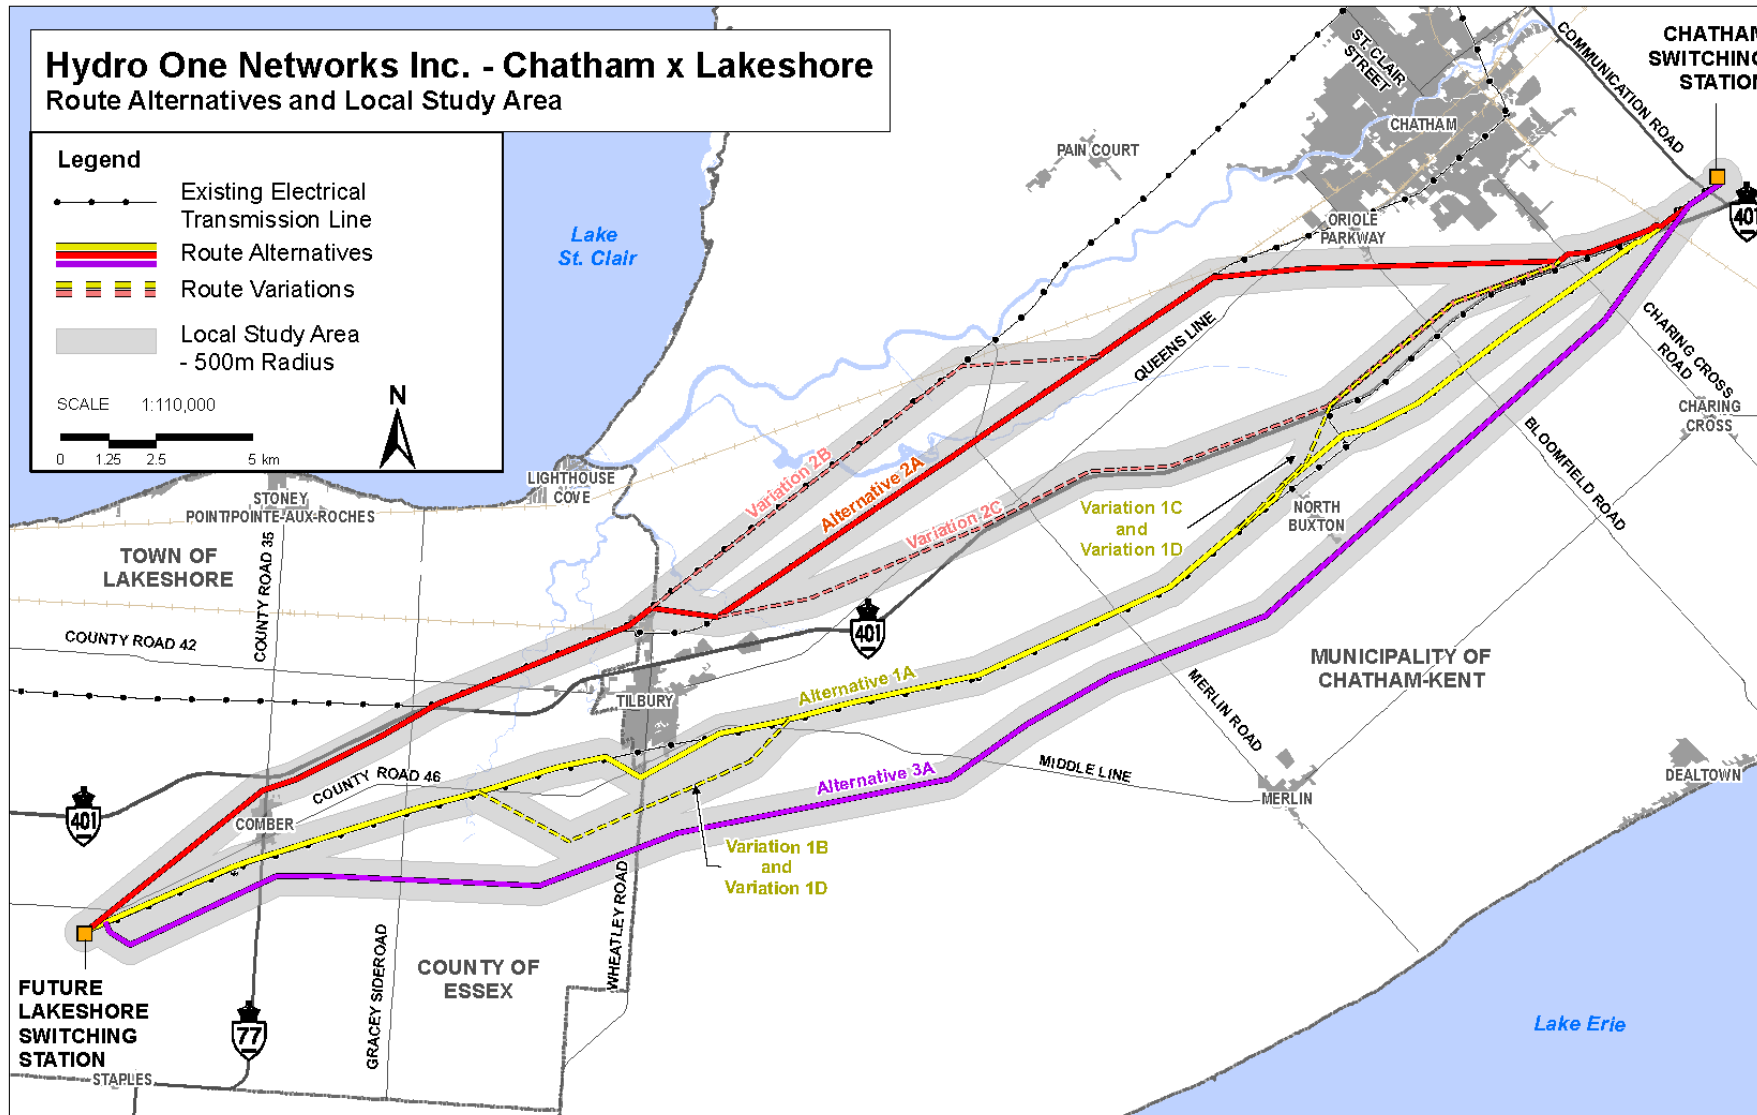 Hydro One Networks Inc. - Chatham x Lakeshore
Route Alternatives and Local Study Area
Legend
Existing Electrical
Transmission Line
Route Alternatives
Route Variations
Local Study Area
- 500m Radius
SCALE 1:110,000
0 1.25 2.5 5 km
N
Lake
St. Clair
PAIN COURT
ST. CLAIR
STREET
CHATHAM
COMMUNICATION ROAD
CHATHAM
SWITCHING
STATION
401
ORIOLE
PARKWAY
QUEENS LINE
CHARING CROSS
ROAD
CHARING
CROSS
BLOOMFIELD ROAD
LIGHTHOUSE
COVE
STONEY
POINT/POINTE-AUX-ROCHES
TOWN OF
LAKESHORE
COUNTY ROAD 35
COUNTY ROAD 42
Variation 2B
Alternative 2A
Variation 2C
Variation 1C
and
Variation 1D
NORTH
BUXTON
401
TILBURY
Alternative 1A
MUNICIPALITY OF
CHATHAM-KENT
MERLIN ROAD
MIDDLE LINE
MERLIN
DEALTOWN
Alternative 3A
COUNTY ROAD 46
401
COMBER
Variation 1B
and
Variation 1D
WHEATLEY ROAD
GRACEY SIDEROAD
COUNTY OF
ESSEX
FUTURE
LAKESHORE
SWITCHING
STATION
77
STAPLES
Lake Erie